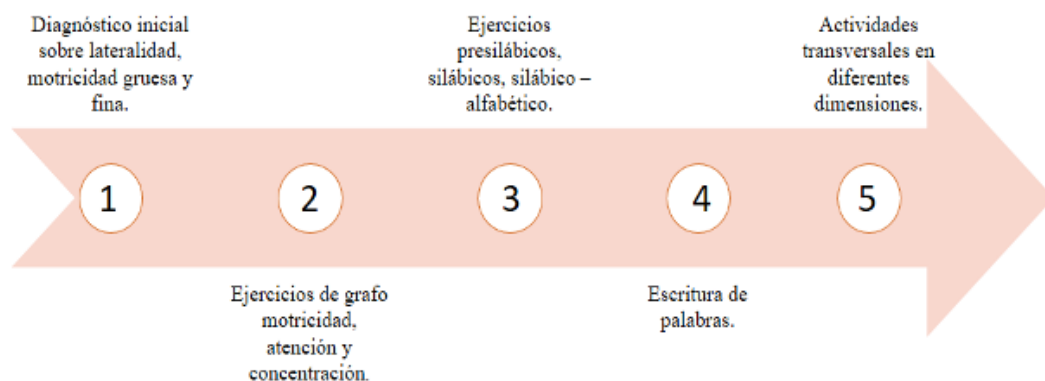 Diagnóstico inicial
sobre lateralidad,
motricidad gruesa y
fina.
Ejercicios
presilábicos,
silábicos, silábico –
alfabético.
Actividades
transversales en
diferentes
dimensiones.
1
2
3
4
5
Ejercicios de grafo
motricidad,
atención y
concentración.
Escritura de
palabras.